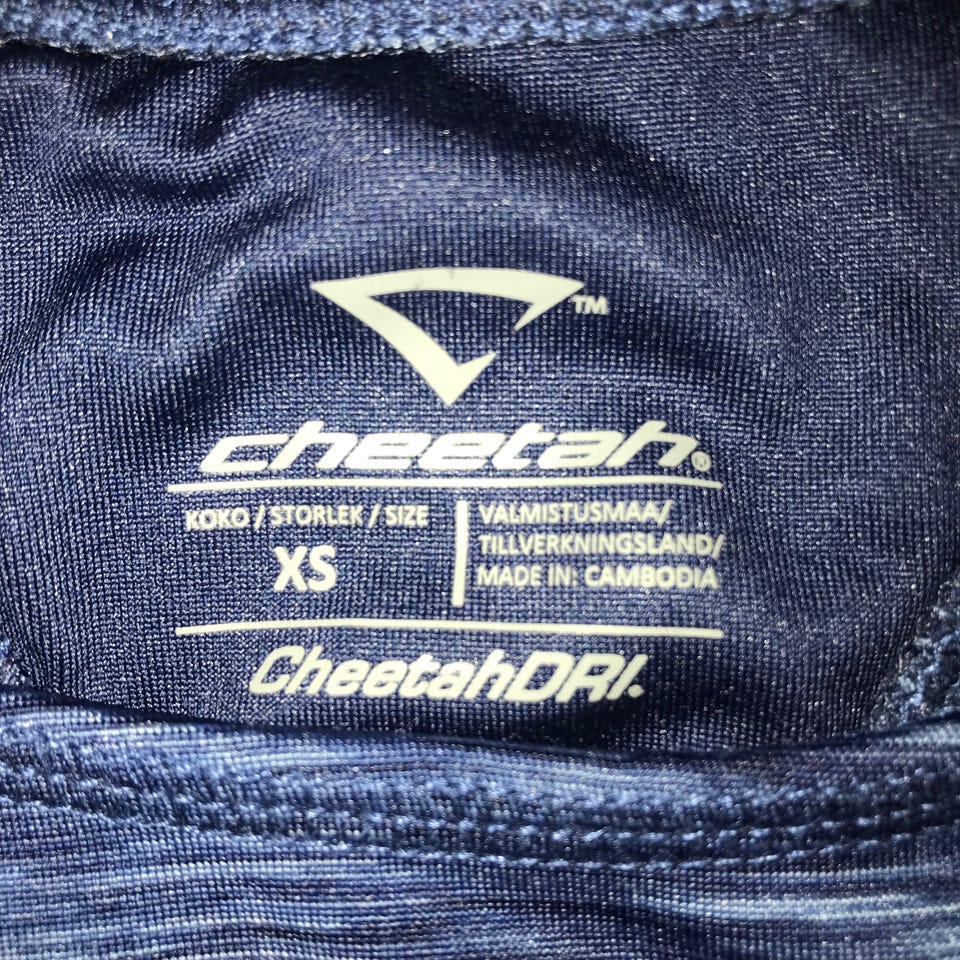 TM
cheetah®
KOKO / STORLEK / SIZE
XS
VALMISTUSMAA/
TILLVERKNINGSLAND/
MADE IN: CAMBODIA
CheetahDRI.